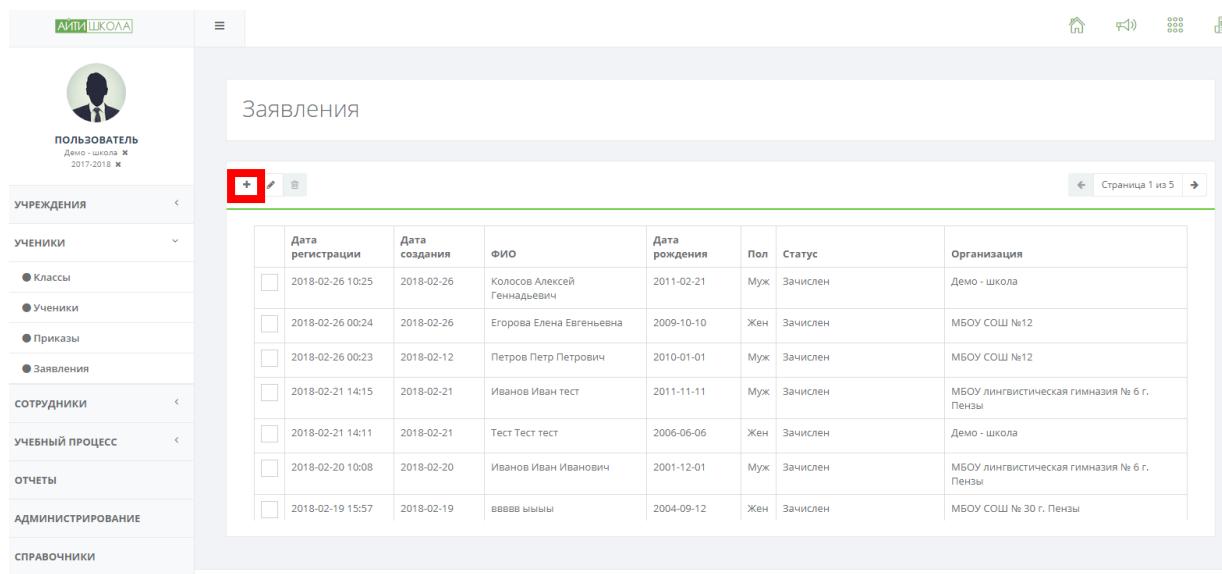 АЙТИ ШКОЛА
ПОЛЬЗОВАТЕЛЬ
Демо - школа ×
2017-2018 ×
УЧРЕЖДЕНИЯ
УЧЕНИКИ
Классы
Ученики
Приказы
Заявления
СОТРУДНИКИ
УЧЕБНЫЙ ПРОЦЕСС
ОТЧЕТЫ
АДМИНИСТРИРОВАНИЕ
СПРАВОЧНИКИ
Заявления
Страница 1 из 5
Дата регистрации Дата создания ФИО Дата рождения Пол Статус Организация
2018-02-26 10:25 2018-02-26 Колосов Алексей Геннадьевич 2011-02-21 Муж Зачислен Демо - школа
2018-02-26 00:24 2018-02-26 Егорова Елена Евгеньевна 2009-10-10 Жен Зачислен МБОУ СОШ №12
2018-02-26 00:23 2018-02-12 Петров Петр Петрович 2010-01-01 Муж Зачислен МБОУ СОШ №12
2018-02-21 14:15 2018-02-21 Иванов Иван тест 2011-11-11 Муж Зачислен МБОУ лингвистическая гимназия № 6 г. Пензы
2018-02-21 14:11 2018-02-21 Тест Тест тест 2006-06-06 Жен Зачислен Демо - школа
2018-02-20 10:08 2018-02-20 Иванов Иван Иванович 2001-12-01 Муж Зачислен МБОУ лингвистическая гимназия № 6 г. Пензы
2018-02-19 15:57 2018-02-19 ввввв ыыыы 2004-09-12 Жен Зачислен МБОУ СОШ № 30 г. Пензы